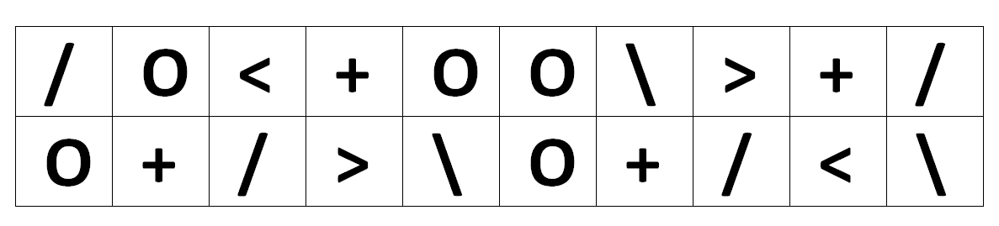 / O < + O O \ > + /
O + / > \ O + / < \